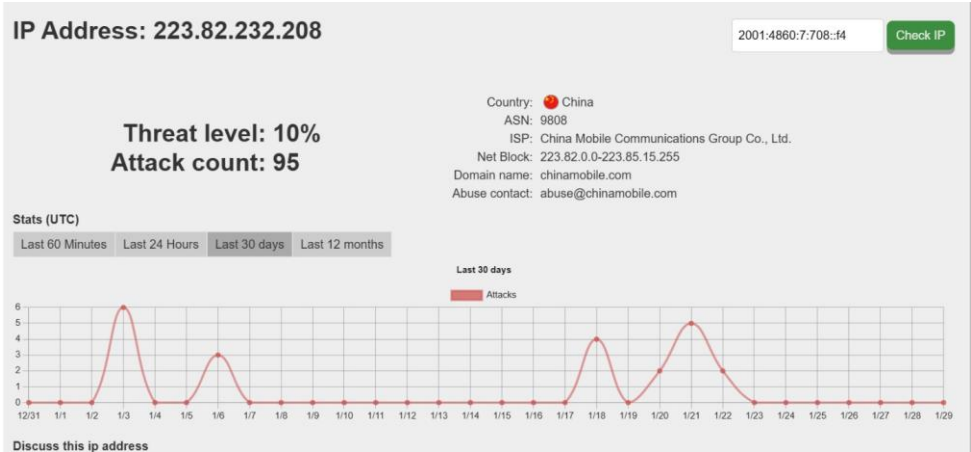 IP Address: 223.82.232.208
2001:4860:7:708::f4
Check IP
Threat level: 10%
Attack count: 95
Country: China
ASN: 9808
ISP: China Mobile Communications Group Co., Ltd.
Net Block: 223.82.0.0-223.85.15.255
Domain name: chinamobile.com
Abuse contact: abuse@chinamobile.com
Stats (UTC)
Last 60 Minutes Last 24 Hours Last 30 days Last 12 months
Last 30 days
Attacks
6
5
4
3
2
1
0
12/31 1/1 1/2 1/3 1/4 1/5 1/6 1/7 1/8 1/9 1/10 1/11 1/12 1/13 1/14 1/15 1/16 1/17 1/18 1/19 1/20 1/21 1/22 1/23 1/24 1/25 1/26 1/27 1/28 1/29
Discuss this ip address